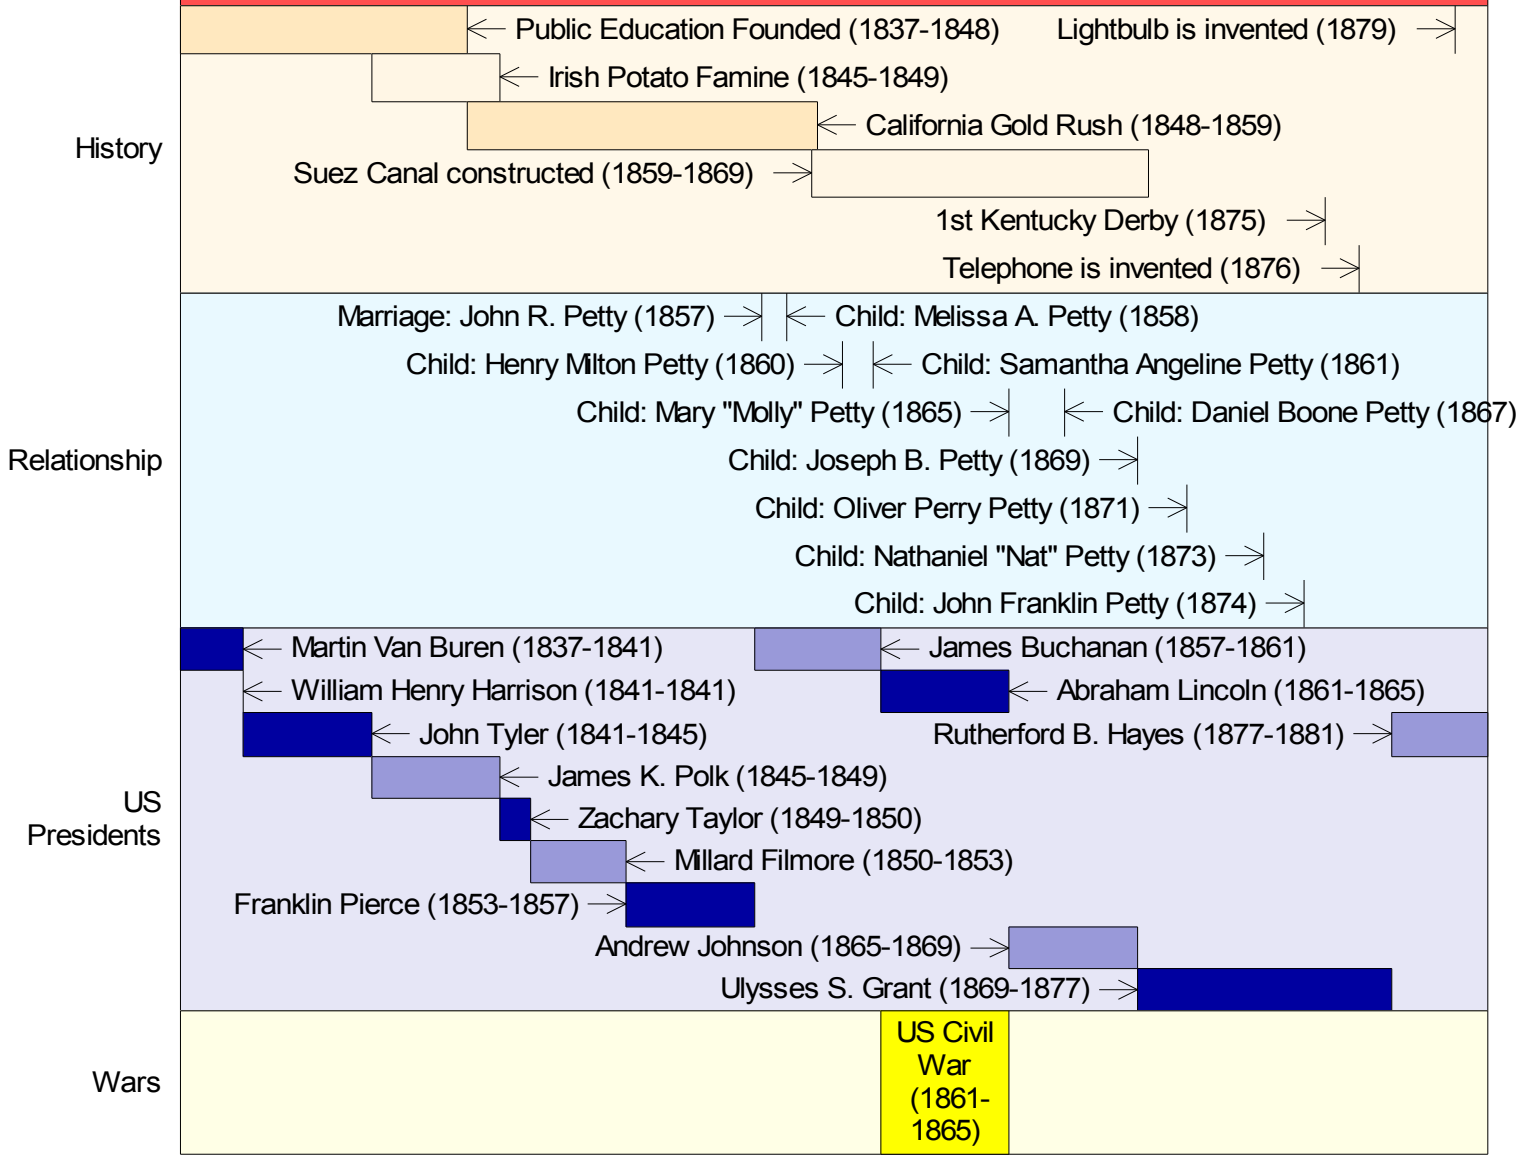 Public Education Founded (1837-1848)
Lightbulb is invented (1879)
Irish Potato Famine (1845-1849)
California Gold Rush (1848-1859)
History
Suez Canal constructed (1859-1869)
1st Kentucky Derby (1875)
Telephone is invented (1876)
Marriage: John R. Petty (1857)
Child: Melissa A. Petty (1858)
Child: Henry Milton Petty (1860)
Child: Samantha Angeline Petty (1861)
Child: Mary "Molly" Petty (1865)
Child: Daniel Boone Petty (1867)
Relationship
Child: Joseph B. Petty (1869)
Child: Oliver Perry Petty (1871)
Child: Nathaniel "Nat" Petty (1873)
Child: John Franklin Petty (1874)
Martin Van Buren (1837-1841)
James Buchanan (1857-1861)
William Henry Harrison (1841-1841)
Abraham Lincoln (1861-1865)
John Tyler (1841-1845)
Rutherford B. Hayes (1877-1881)
James K. Polk (1845-1849)
US
Presidents
Zachary Taylor (1849-1850)
Millard Filmore (1850-1853)
Franklin Pierce (1853-1857)
Andrew Johnson (1865-1869)
Ulysses S. Grant (1869-1877)
Wars
US Civil
War
(1861-
1865)